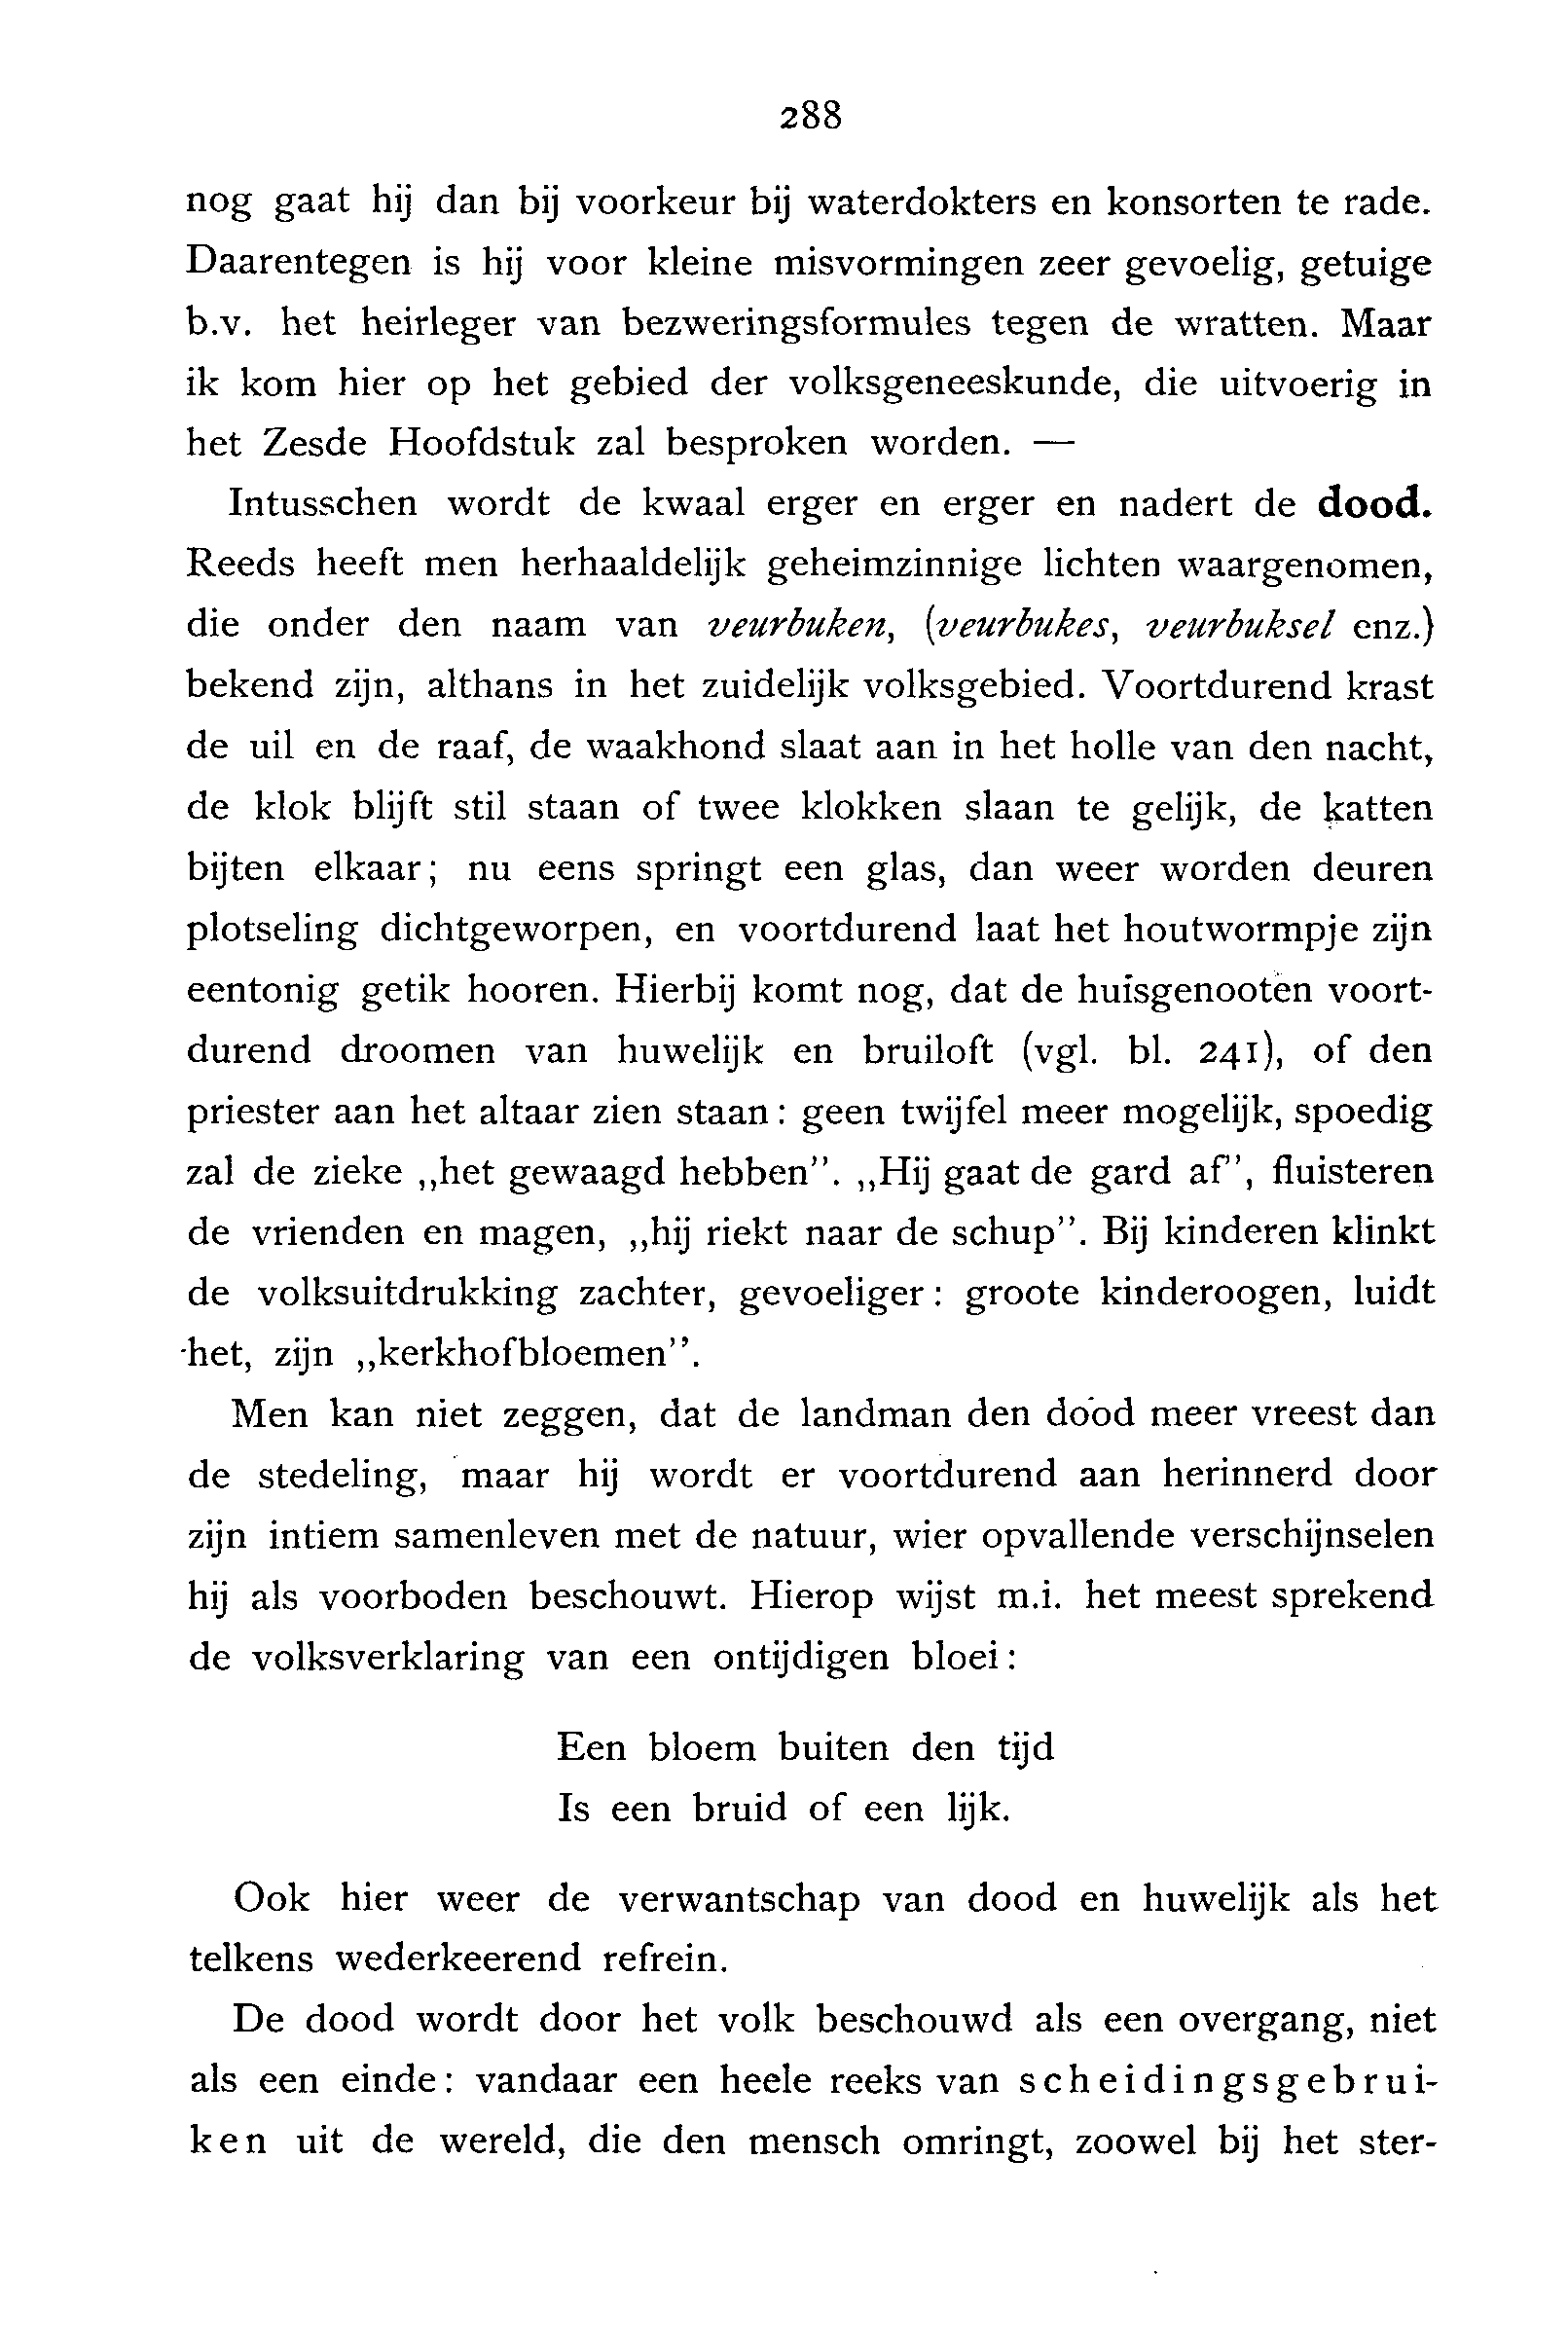 288
nog gaat hij dan bij voorkeur bij waterdokters en konsorten te rade.
Daarentegen is hij voor kleine misvormingen zeer gevoelig, getuige
b.v. het heirleger van bezweringsformules tegen de wratten. Maar
ik kom hier op het gebied der volksgeneeskunde, die uitvoerig in
het Zesde Hoofdstuk zal besproken worden. —
Intusschen wordt de kwaal erger en erger en nadert de dood.
Reeds heeft men herhaaldelijk geheimzinnige lichten waargenomen,
die onder den naam van veurbuken, (veurbukes, veurbuksel enz.)
bekend zijn, althans in het zuidelijk volksgebied. Voortdurend krast
de uil en de raaf, de waakhond slaat aan in het holle van den nacht,
de klok blijft stil staan of twee klokken slaan te gelijk, de katten
bijten elkaar; nu eens springt een glas, dan weer worden deuren
plotseling dichtgeworpen, en voortdurend laat het houtwormpje zijn
eentonig getik hooren. Hierbij komt nog, dat de huisgenooten voort-
durend droomen van huwelijk en bruiloft (vgl. bl. 241), of den
priester aan het altaar zien staan: geen twijfel meer mogelijk, spoedig
zal de zieke „het gewaagd hebben”. „Hij gaat de gard af”, fluisteren
de vrienden en magen, „hij riekt naar de schup”. Bij kinderen klinkt
de volksuitdrukking zachter, gevoeliger: groote kinderoogen, luidt
het, zijn „kerkhofbloemen”.
Men kan niet zeggen, dat de landman den dood meer vreest dan
de stedeling, maar hij wordt er voortdurend aan herinnerd door
zijn intiem samenleven met de natuur, wier opvallende verschijnselen
hij als voorboden beschouwt. Hierop wijst m.i. het meest sprekend
de volksverklaring van een ontijdigen bloei:
Een bloem buiten den tijd
Is een bruid of een lijk.
Ook hier weer de verwantschap van dood en huwelijk als het
telkens wederkeerend refrein.
De dood wordt door het volk beschouwd als een overgang, niet
als een einde: vandaar een heele reeks van scheidingsgebrui-
ken uit de wereld, die den mensch omringt, zoowel bij het ster-